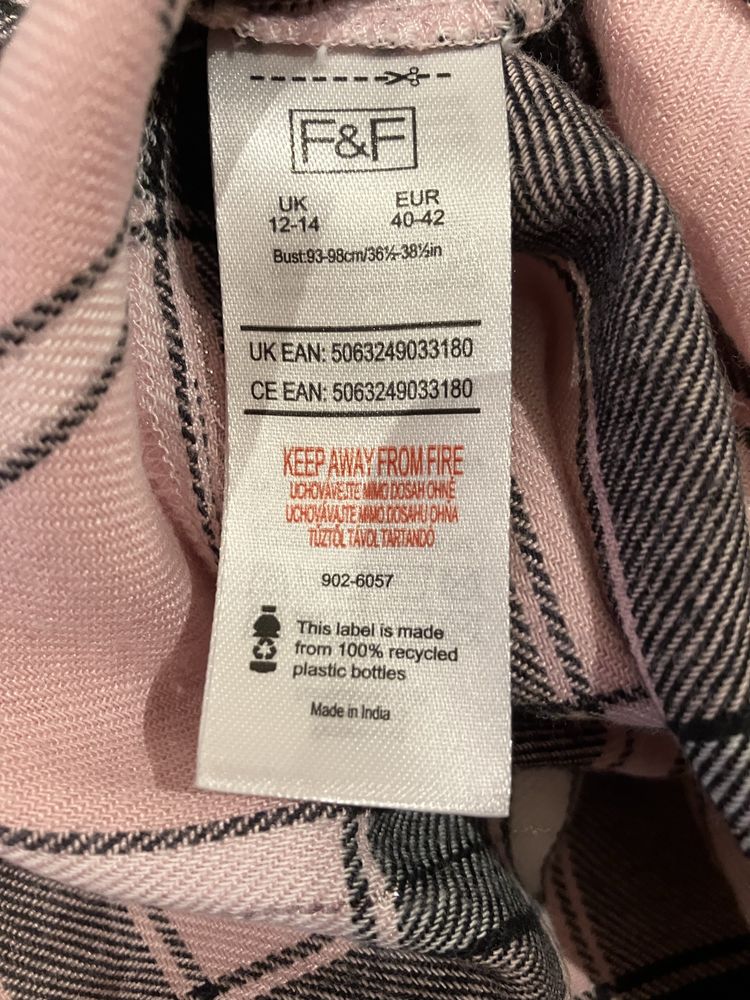 F&F
UK EUR
12-14 40-42
Bust:93-98cm/36½-38½in
UK EAN: 5063249033180
CE EAN: 5063249033180
KEEP AWAY FROM FIRE
UCHOVÁVEJTE MIMO DOSAH OHNĚ
UCHOVÁVAJTE MIMO DOSAHU OHŇA
TŰZTŐL TÁVOL TARTANDÓ
902-6057
This label is made
from 100% recycled
plastic bottles
Made in India